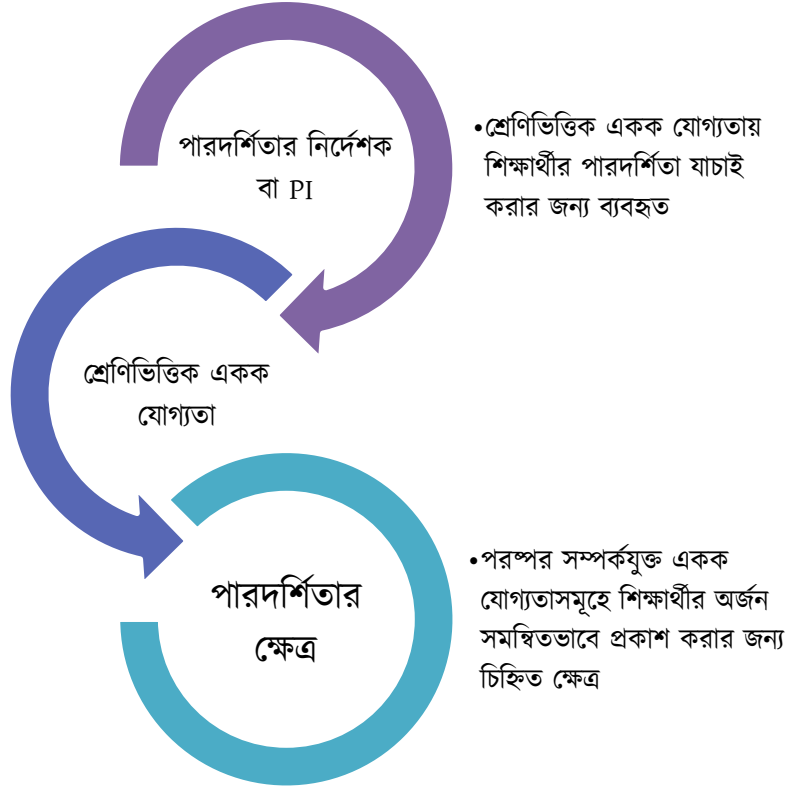 পারদর্শিতার নির্দেশক
বা PI
•শ্রেণিভিত্তিক একক যোগ্যতায়
শিক্ষার্থীর পারদর্শিতা যাচাই
করার জন্য ব্যবহৃত
শ্রেণিভিত্তিক একক
যোগ্যতা
পারদর্শিতার
ক্ষেত্র
•পরষ্পর সম্পর্কযুক্ত একক
যোগ্যতাসমূহে শিক্ষার্থীর অর্জন
সমন্বিতভাবে প্রকাশ করার জন্য
চিহ্নিত ক্ষেত্র